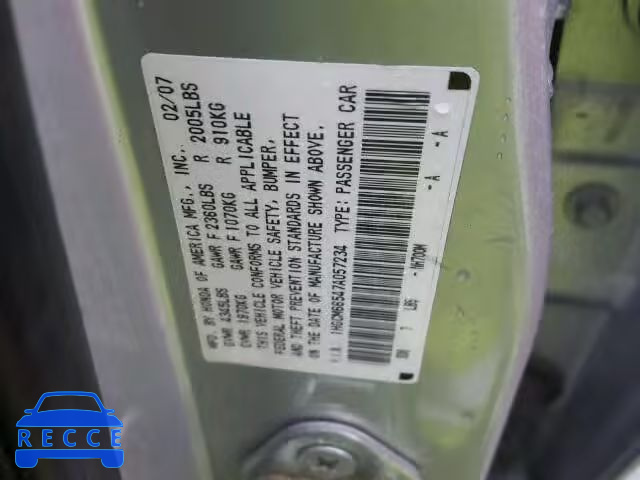 MFD. BY HONDA OF AMERICA MFG., INC. 02/07
GVWR 4345LBS GAWR F 2360LBS R 2005LBS
GVWR 1970KG GAWR F 1070KG R 910KG
THIS VEHICLE CONFORMS TO ALL APPLICABLE
FEDERAL MOTOR VEHICLE SAFETY, BUMPER,
AND THEFT PREVENTION STANDARDS IN EFFECT
ON THE DATE OF MANUFACTURE SHOWN ABOVE.
V.I.N. 1HGCM66547A057234 TYPE: PASSENGER CAR
-A -A
RECCE